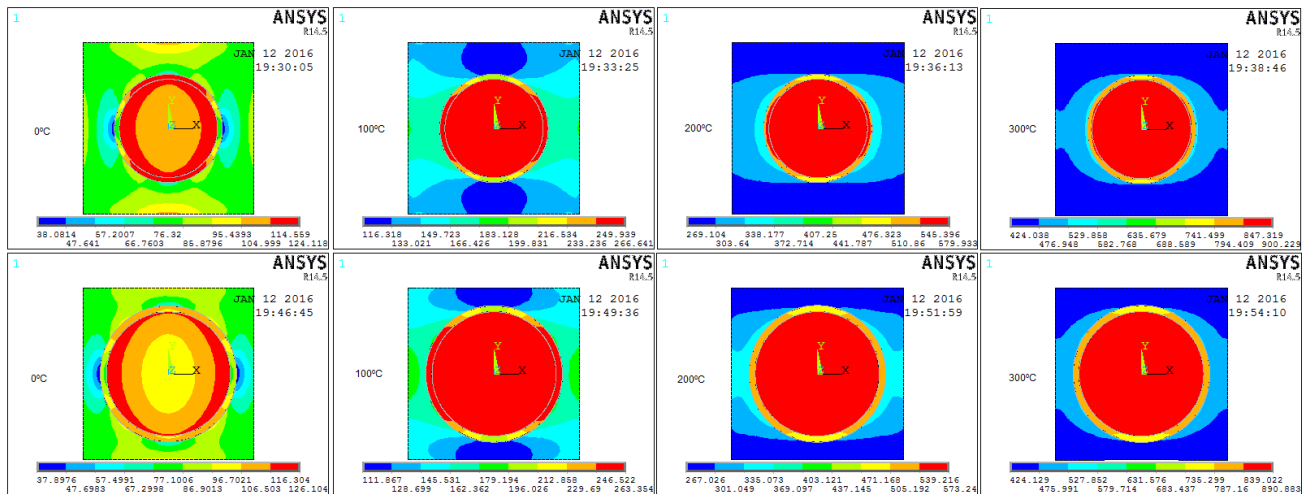 1
ANSYS
R14.5
JAN 12 2016
19:30:05
0ºC
Y
Z
X
38.0814 57.2007 76.32 95.4393 114.559
47.641 66.7603 85.8796 104.999 124.118
1
ANSYS
R14.5
JAN 12 2016
19:33:25
100ºC
Y
X
116.318 149.723 183.128 216.534 249.939
133.021 166.426 199.831 233.236 266.641
1
ANSYS
R14.5
JAN 12 2016
19:36:13
200ºC
Y
X
269.104 338.177 407.25 476.323 545.396
303.64 372.714 441.787 510.86 579.933
1
ANSYS
R14.5
JAN 12 2016
19:38:46
300ºC
Y
X
424.038 529.858 635.679 741.499 847.319
476.948 582.768 688.589 794.409 900.229
1
ANSYS
R14.5
JAN 12 2016
19:46:45
0ºC
Y
Z
X
37.8976 57.4991 77.1006 96.7021 116.304
47.6983 67.2998 86.9013 106.503 126.104
1
ANSYS
R14.5
JAN 12 2016
19:49:36
100ºC
Y
X
111.867 145.531 179.194 212.858 246.522
128.699 162.362 196.026 229.69 263.354
1
ANSYS
R14.5
JAN 12 2016
19:51:59
200ºC
Y
X
267.026 335.073 403.121 471.168 539.216
301.049 369.097 437.145 505.192 573.24
1
ANSYS
R14.5
JAN 12 2016
19:54:10
300ºC
Y
X
424.129 527.852 631.576 735.299 839.022
475.991 579.714 683.437 787.16 890.883